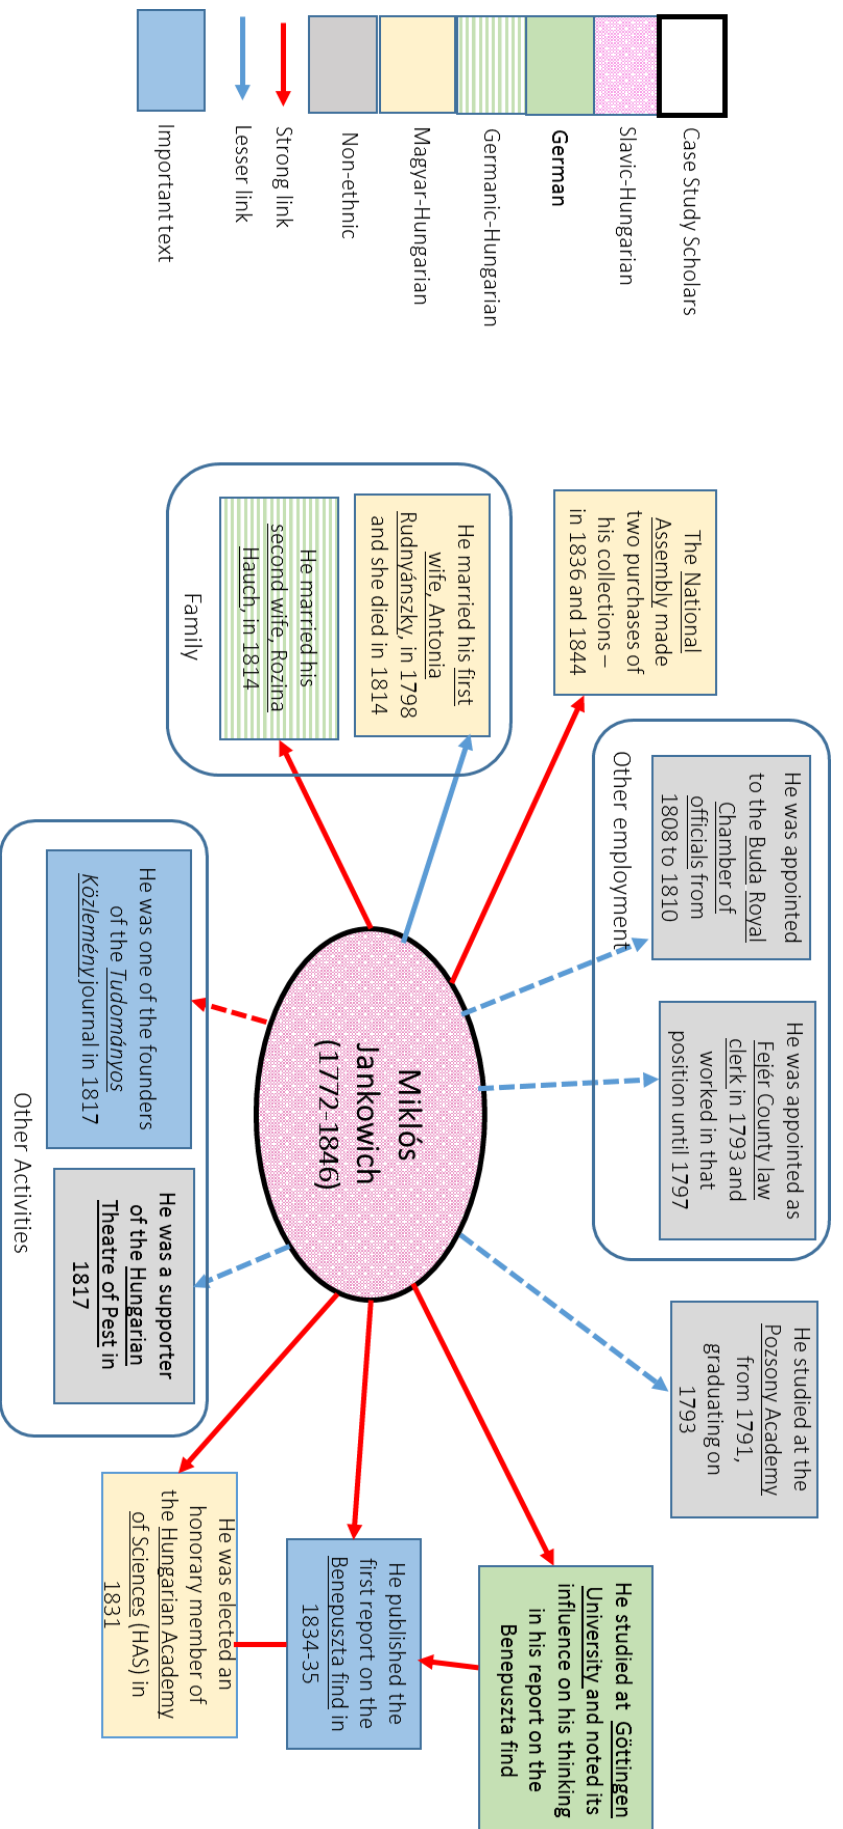 Case Study Scholars
Slavic-Hungarian
German
Germanic-Hungarian
Magyar-Hungarian
Non-ethnic
Strong link
Lesser link
Important text
The National
Assembly made
two purchases of
his collections –
in 1836 and 1844
He married his first
wife, Antonia
Rudnyánszky, in 1798
and she died in 1814
He married his
second wife, Rozina
Hauch, in 1814
Family
He was appointed
to the Buda Royal
Chamber of
officials from
1808 to 1810
He was appointed as
Fejér County law
clerk in 1793 and
worked in that
position until 1797
Other employment
He studied at the
Pozsony Academy
from 1791,
graduating on
1793
Miklós
Jankowich
(1772-1846)
He was one of the founders
of the Tudományos
Közlemény journal in 1817
He was a supporter
of the Hungarian
Theatre of Pest in
1817
Other Activities
He studied at Göttingen
University and noted its
influence on his thinking
in his report on the
Benepuszta find
He published the
first report on the
Benepuszta find in
1834-35
He was elected an
honorary member of
the Hungarian Academy
of Sciences (HAS) in
1831